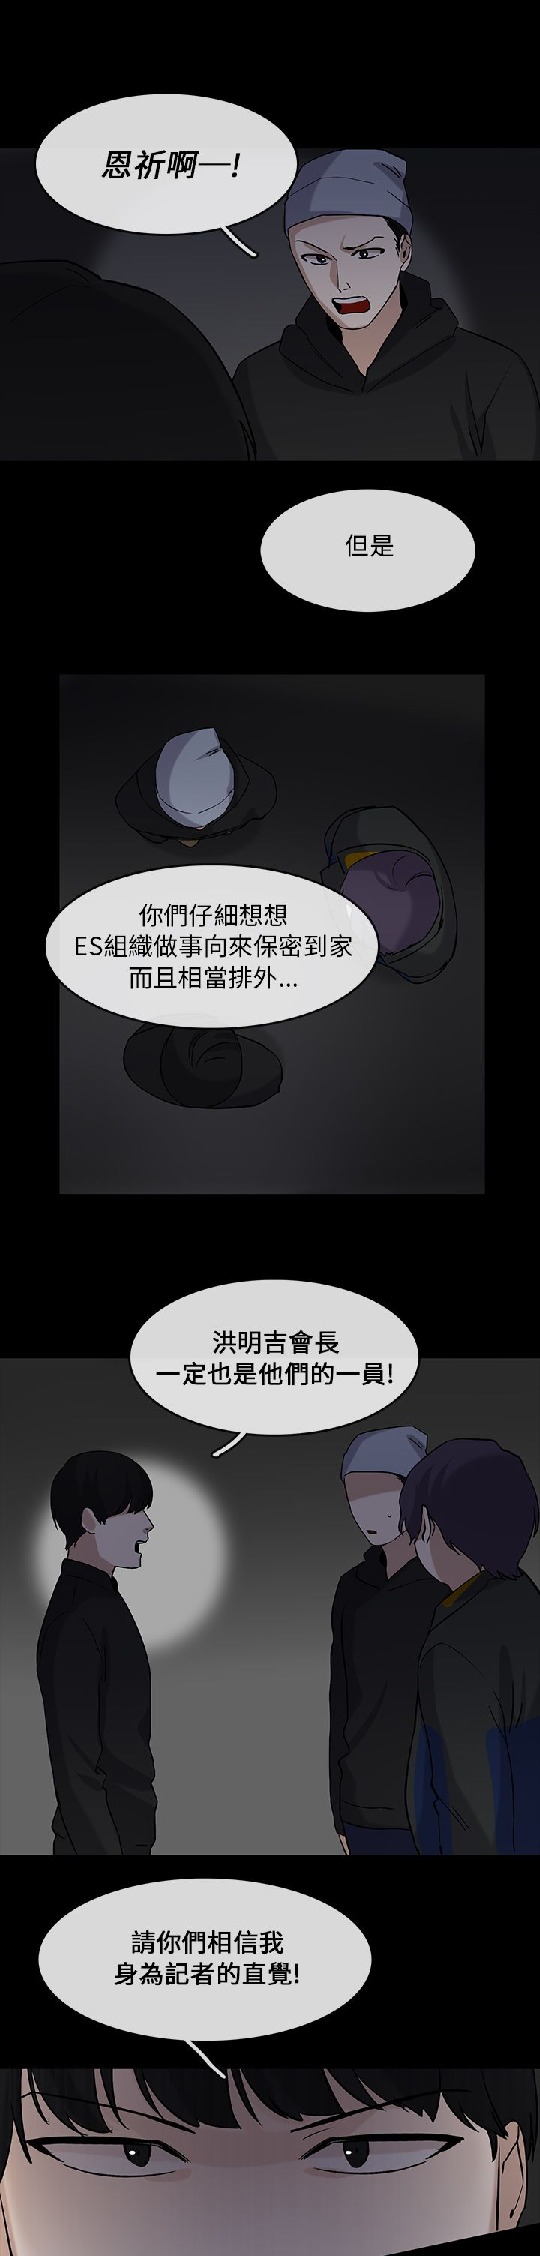 恩祈啊—!
但是
你們仔細想想
ES組織做事向來保密到家
而且相當排外...
洪明吉會長
一定也是他們的一員!
請你們相信我
身為記者的直覺!